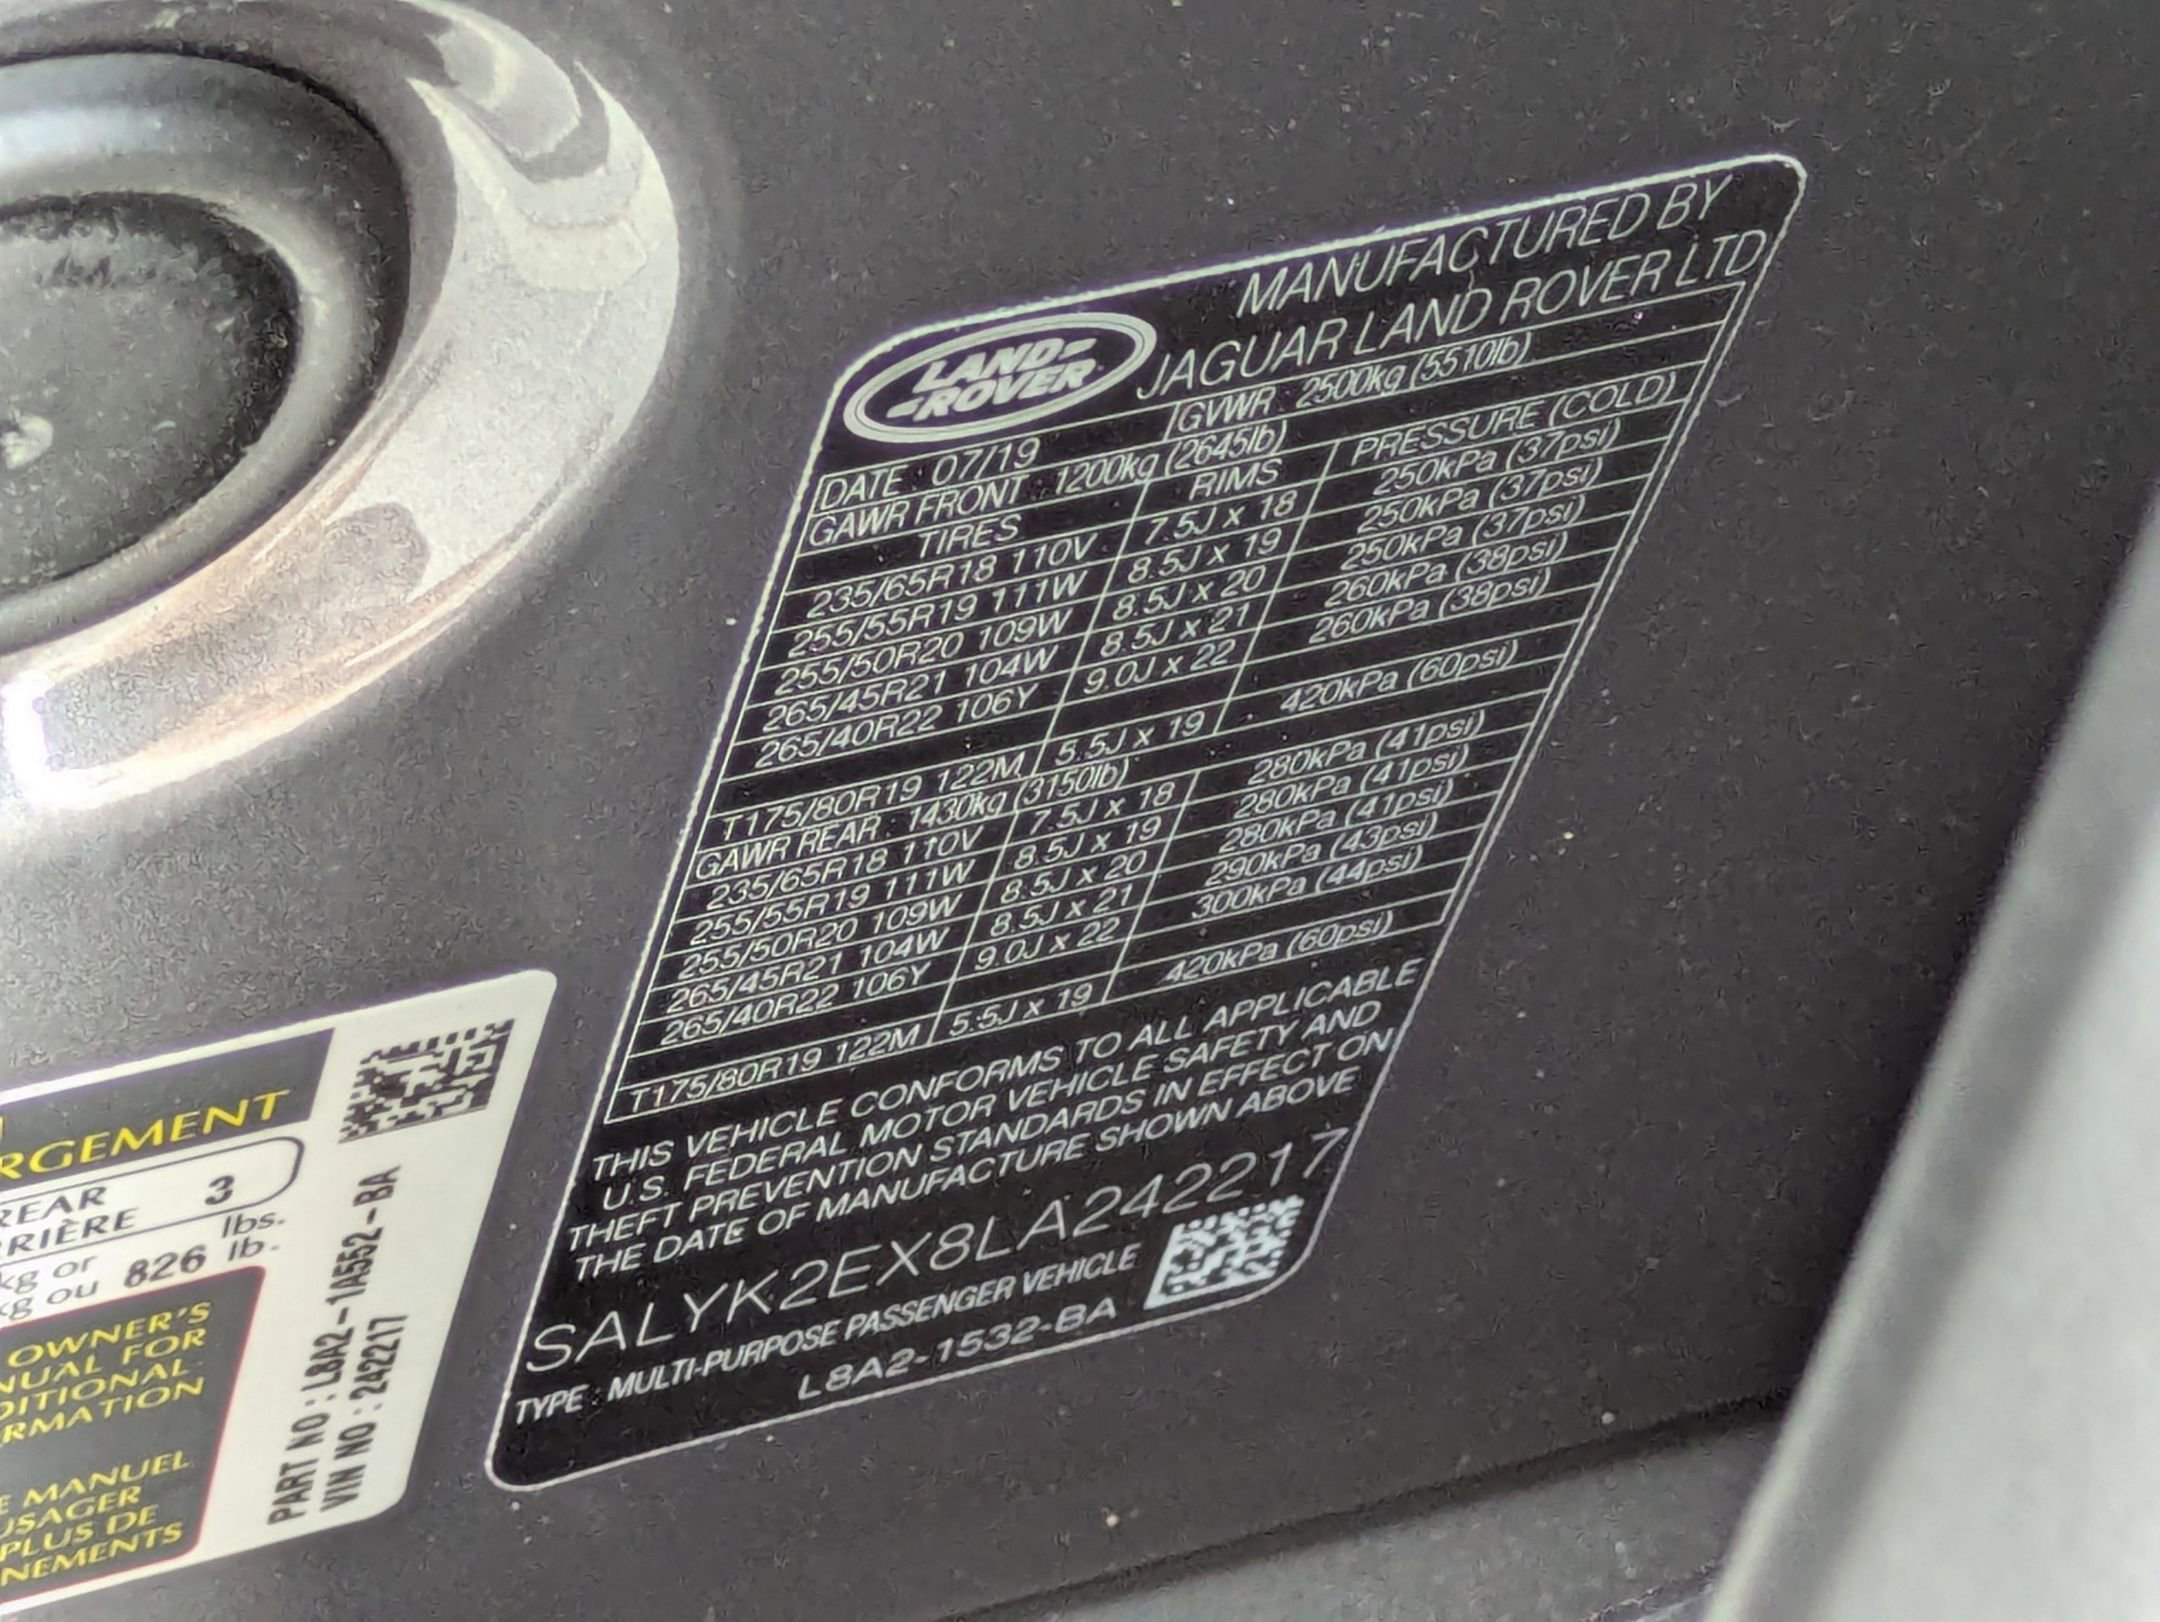 LAND-
-ROVER
MANUFACTURED BY
JAGUAR LAND ROVER LTD
DATE : 07/19 GVWR : 2500kg (5510lb)
GAWR FRONT 1200kg (2645lb)
TIRES RIMS PRESSURE (COLD)
235/65R18 110V 7.5J x 18 250kPa (37psi)
255/55R19 111W 8.5J x 19 250kPa (37psi)
255/50R20 109W 8.5J x 20 250kPa (37psi)
265/45R21 104W 8.5J x 21 260kPa (38psi)
265/40R22 106Y 9.0J x 22 260kPa (38psi)
T175/80R19 122M 5.5J x 19 420kPa (60psi)
GAWR REAR : 1430kg (3150lb)
235/65R18 110V 7.5J x 18 280kPa (41psi)
255/55R19 111W 8.5J x 19 280kPa (41psi)
255/50R20 109W 8.5J x 20 280kPa (41psi)
265/45R21 104W 8.5J x 21 290kPa (43psi)
265/40R22 106Y 9.0J x 22 300kPa (44psi)
T175/80R19 122M 5.5J x 19 420kPa (60psi)
THIS VEHICLE CONFORMS TO ALL APPLICABLE
U.S. FEDERAL MOTOR VEHICLE SAFETY AND
THEFT PREVENTION STANDARDS IN EFFECT ON
THE DATE OF MANUFACTURE SHOWN ABOVE
SALYK2EX8LA242217
TYPE : MULTI-PURPOSE PASSENGER VEHICLE
L8A2-1532-BA
RGEMENT
REAR 3
RRIÈRE
kg or 826 lbs.
kg ou lb.
OWNER'S
NUAL FOR
DITIONAL
RMATION
E MANUEL
USAGER
PLUS DE
NEMENTS
PART NO : L8A2-1A552-BA
VIN NO : 242217